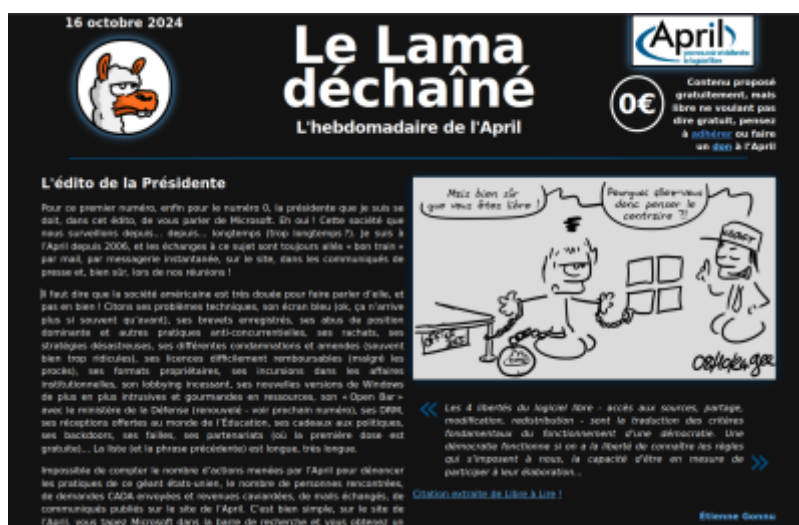 16 octobre 2024
Le Lama
déchaîné
L'hebdomadaire de l'April
April
0€
Contenu proposé
gratuitement, mais
libre ne voulant pas
dire gratuit, pensez
à adhérer ou faire
un don à l'April
L'édito de la Présidente
Pour ce premier numéro, enfin pour le numéro 0, la présidente que je suis se
doit, dans cet édito, de vous parler de Microsoft. Eh oui ! Cette société que
nous surveillons depuis... depuis... longtemps (trop longtemps ?). Je suis à
l'April depuis 2006, et les échanges à ce sujet sont toujours allés « bon train »
par mail, par messagerie instantanée, sur le site, dans les communiqués de
presse et, bien sûr, lors de nos réunions !
Il faut dire que la société américaine est très douée pour faire parler d'elle, et
pas en bien ! Citons ses problèmes techniques, son écran bleu (ok, ça n'arrive
plus si souvent qu'avant), ses brevets enregistrés, ses abus de position
dominante et autres pratiques anti-concurrentielles, ses rachats, ses
stratégies désastreuses, ses différentes condamnations et amendes (souvent
bien trop ridicules), ses licences difficilement remboursables (malgré les
procès), ses formats propriétaires, ses incursions dans les affaires
institutionnelles, son lobbying incessant, ses nouvelles versions de Windows
de plus en plus intrusives et gourmandes en ressources, son « Open Bar »
avec le ministère de la Défense (renouvelé - voir prochain numéro), ses DRM,
ses réceptions offertes au monde de l'Éducation, ses cadeaux aux politiques,
ses backdoors, ses failles, ses partenariats (où la première dose est
gratuite)... La liste (et la phrase précédente) est longue, très longue.
Impossible de compter le nombre d'actions menées par l'April pour dénoncer
les pratiques de ce géant états-unien, le nombre de personnes rencontrées,
de demandes CADA envoyées et revenues caviardées, de mails échangés, de
communiqués publiés sur le site de l'April. C'est bien simple, sur le site de
l'April, vous tapez Microsoft dans la barre de recherche et vous obtenez un
Mais bien sûr
que vous êtes libre !
Pourquoi allez-vous
donc penser le
contraire ?!
Les 4 libertés du logiciel libre - accès aux sources, partage,
modification, redistribution - sont la traduction des critères
fondamentaux du fonctionnement d'une démocratie. Une
démocratie fonctionne si on a la liberté de connaître les règles
qui s'imposent à nous, la capacité d'être en mesure de
participer à leur élaboration...
Citation extraite de Libre à Lire !
Étienne Gonnu